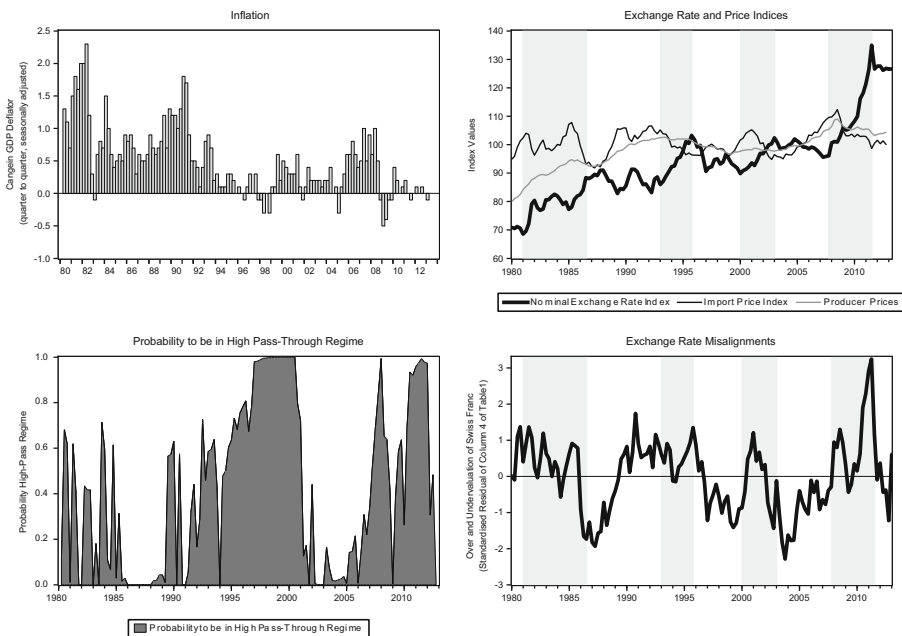 Inflation
Cangein GDP Deflator
(quarter to quarter, seasonally adjusted)
2.5
2.0
1.5
1.0
0.5
0.0
-0.5
-1.0
80 82 84 86 88 90 92 94 96 98 00 02 04 06 08 10 12
Exchange Rate and Price Indices
Index Values
140
130
120
110
100
90
80
70
60
1980 1985 1990 1995 2000 2005 2010
Nominal Exchange Rate Index Import Price Index Producer Prices
Probability to be in High Pass-Through Regime
Probability High-Pass Regime
1.0
0.8
0.6
0.4
0.2
0.0
1980 1985 1990 1995 2000 2005 2010
Probability to be in High Pass-Through Regime
Exchange Rate Misalignments
Over and Undervaluation of Swiss Franc
(Standardised Residual of Column 4 of Table1)
3
2
1
0
-1
-2
-3
1980 1985 1990 1995 2000 2005 2010